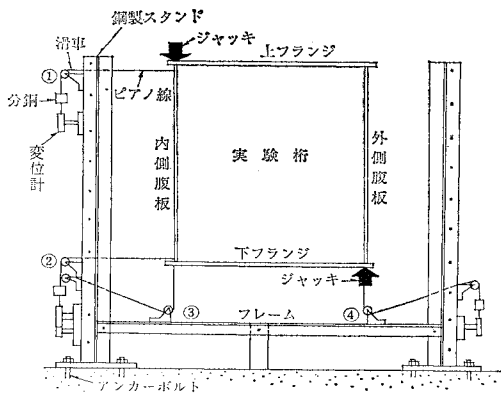 鋼製スタンド
ジャッキ
滑車
上フランジ
①
ピアノ線
分銅
変位計
内側腹板
実験桁
外側腹板
②
下フランジ
ジャッキ
③
フレーム
④
アンカーボルト